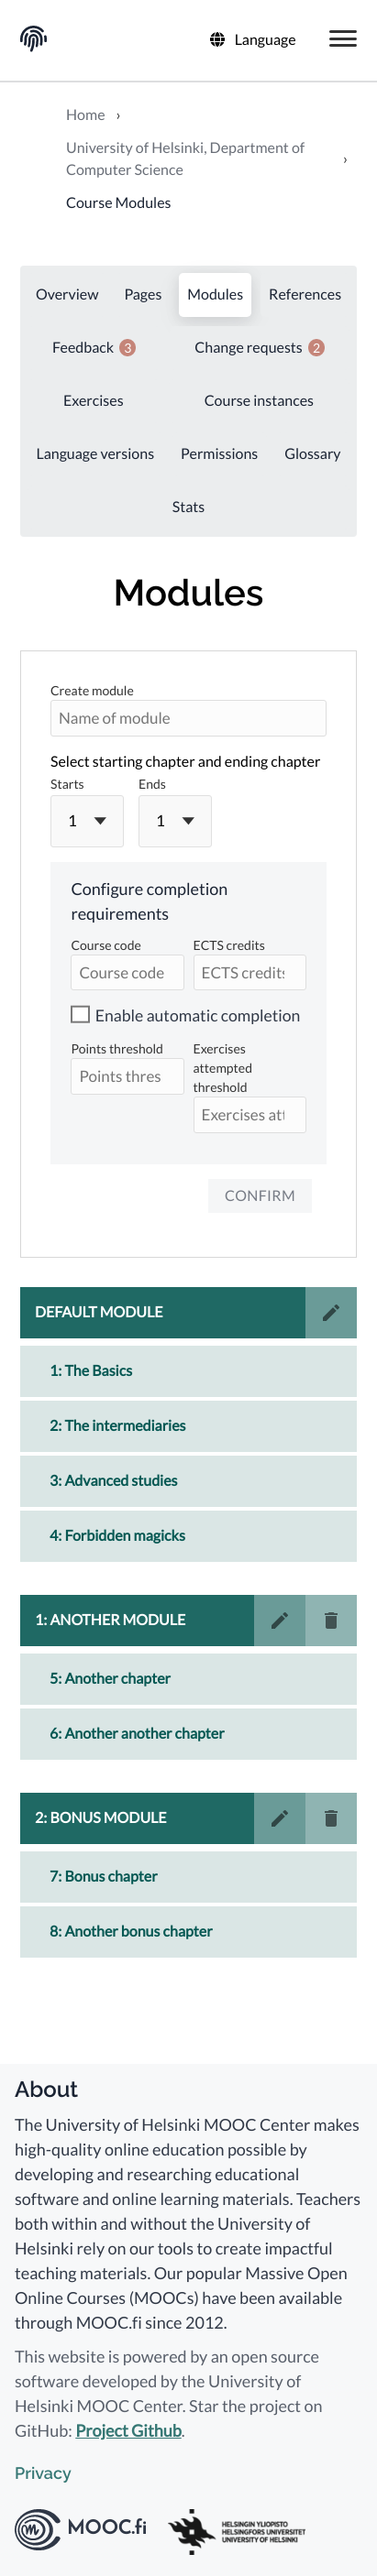 Language
Home ›
University of Helsinki, Department of
Computer Science ›
Course Modules
Overview Pages Modules References
Feedback 3 Change requests 2
Exercises Course instances
Language versions Permissions Glossary
Stats
Modules
Create module
Name of module
Select starting chapter and ending chapter
Starts Ends
1 1
Configure completion
requirements
Course code ECTS credits
Course code ECTS credits
Enable automatic completion
Points threshold Exercises
attempted
threshold
Points thres Exercises att
CONFIRM
DEFAULT MODULE
1: The Basics
2: The intermediaries
3: Advanced studies
4: Forbidden magicks
1: ANOTHER MODULE
5: Another chapter
6: Another another chapter
2: BONUS MODULE
7: Bonus chapter
8: Another bonus chapter
About
The University of Helsinki MOOC Center makes
high-quality online education possible by
developing and researching educational
software and online learning materials. Teachers
both within and without the University of
Helsinki rely on our tools to create impactful
teaching materials. Our popular Massive Open
Online Courses (MOOCs) have been available
through MOOC.fi since 2012.
This website is powered by an open source
software developed by the University of
Helsinki MOOC Center. Star the project on
GitHub: Project Github.
Privacy
MOOC.fi
HELSINGIN YLIOPISTO
HELSINGFORS UNIVERSITET
UNIVERSITY OF HELSINKI